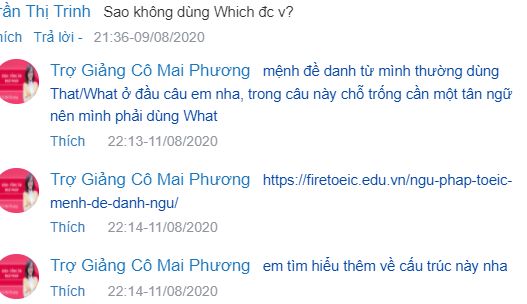 rần Thị Trinh Sao không dùng Which đc v?
hích Trả lời - 21:36-09/08/2020
Trợ Giảng Cô Mai Phương mệnh đề danh từ mình thường dùng
That/What ở đầu câu em nha, trong câu này chỗ trống cần một tân ngữ
nên mình phải dùng What
Thích 22:13-11/08/2020
Trợ Giảng Cô Mai Phương https://firetoeic.edu.vn/ngu-phap-toeic-
menh-de-danh-ngu/
Thích 22:14-11/08/2020
Trợ Giảng Cô Mai Phương em tìm hiểu thêm về cấu trúc này nha
Thích 22:14-11/08/2020